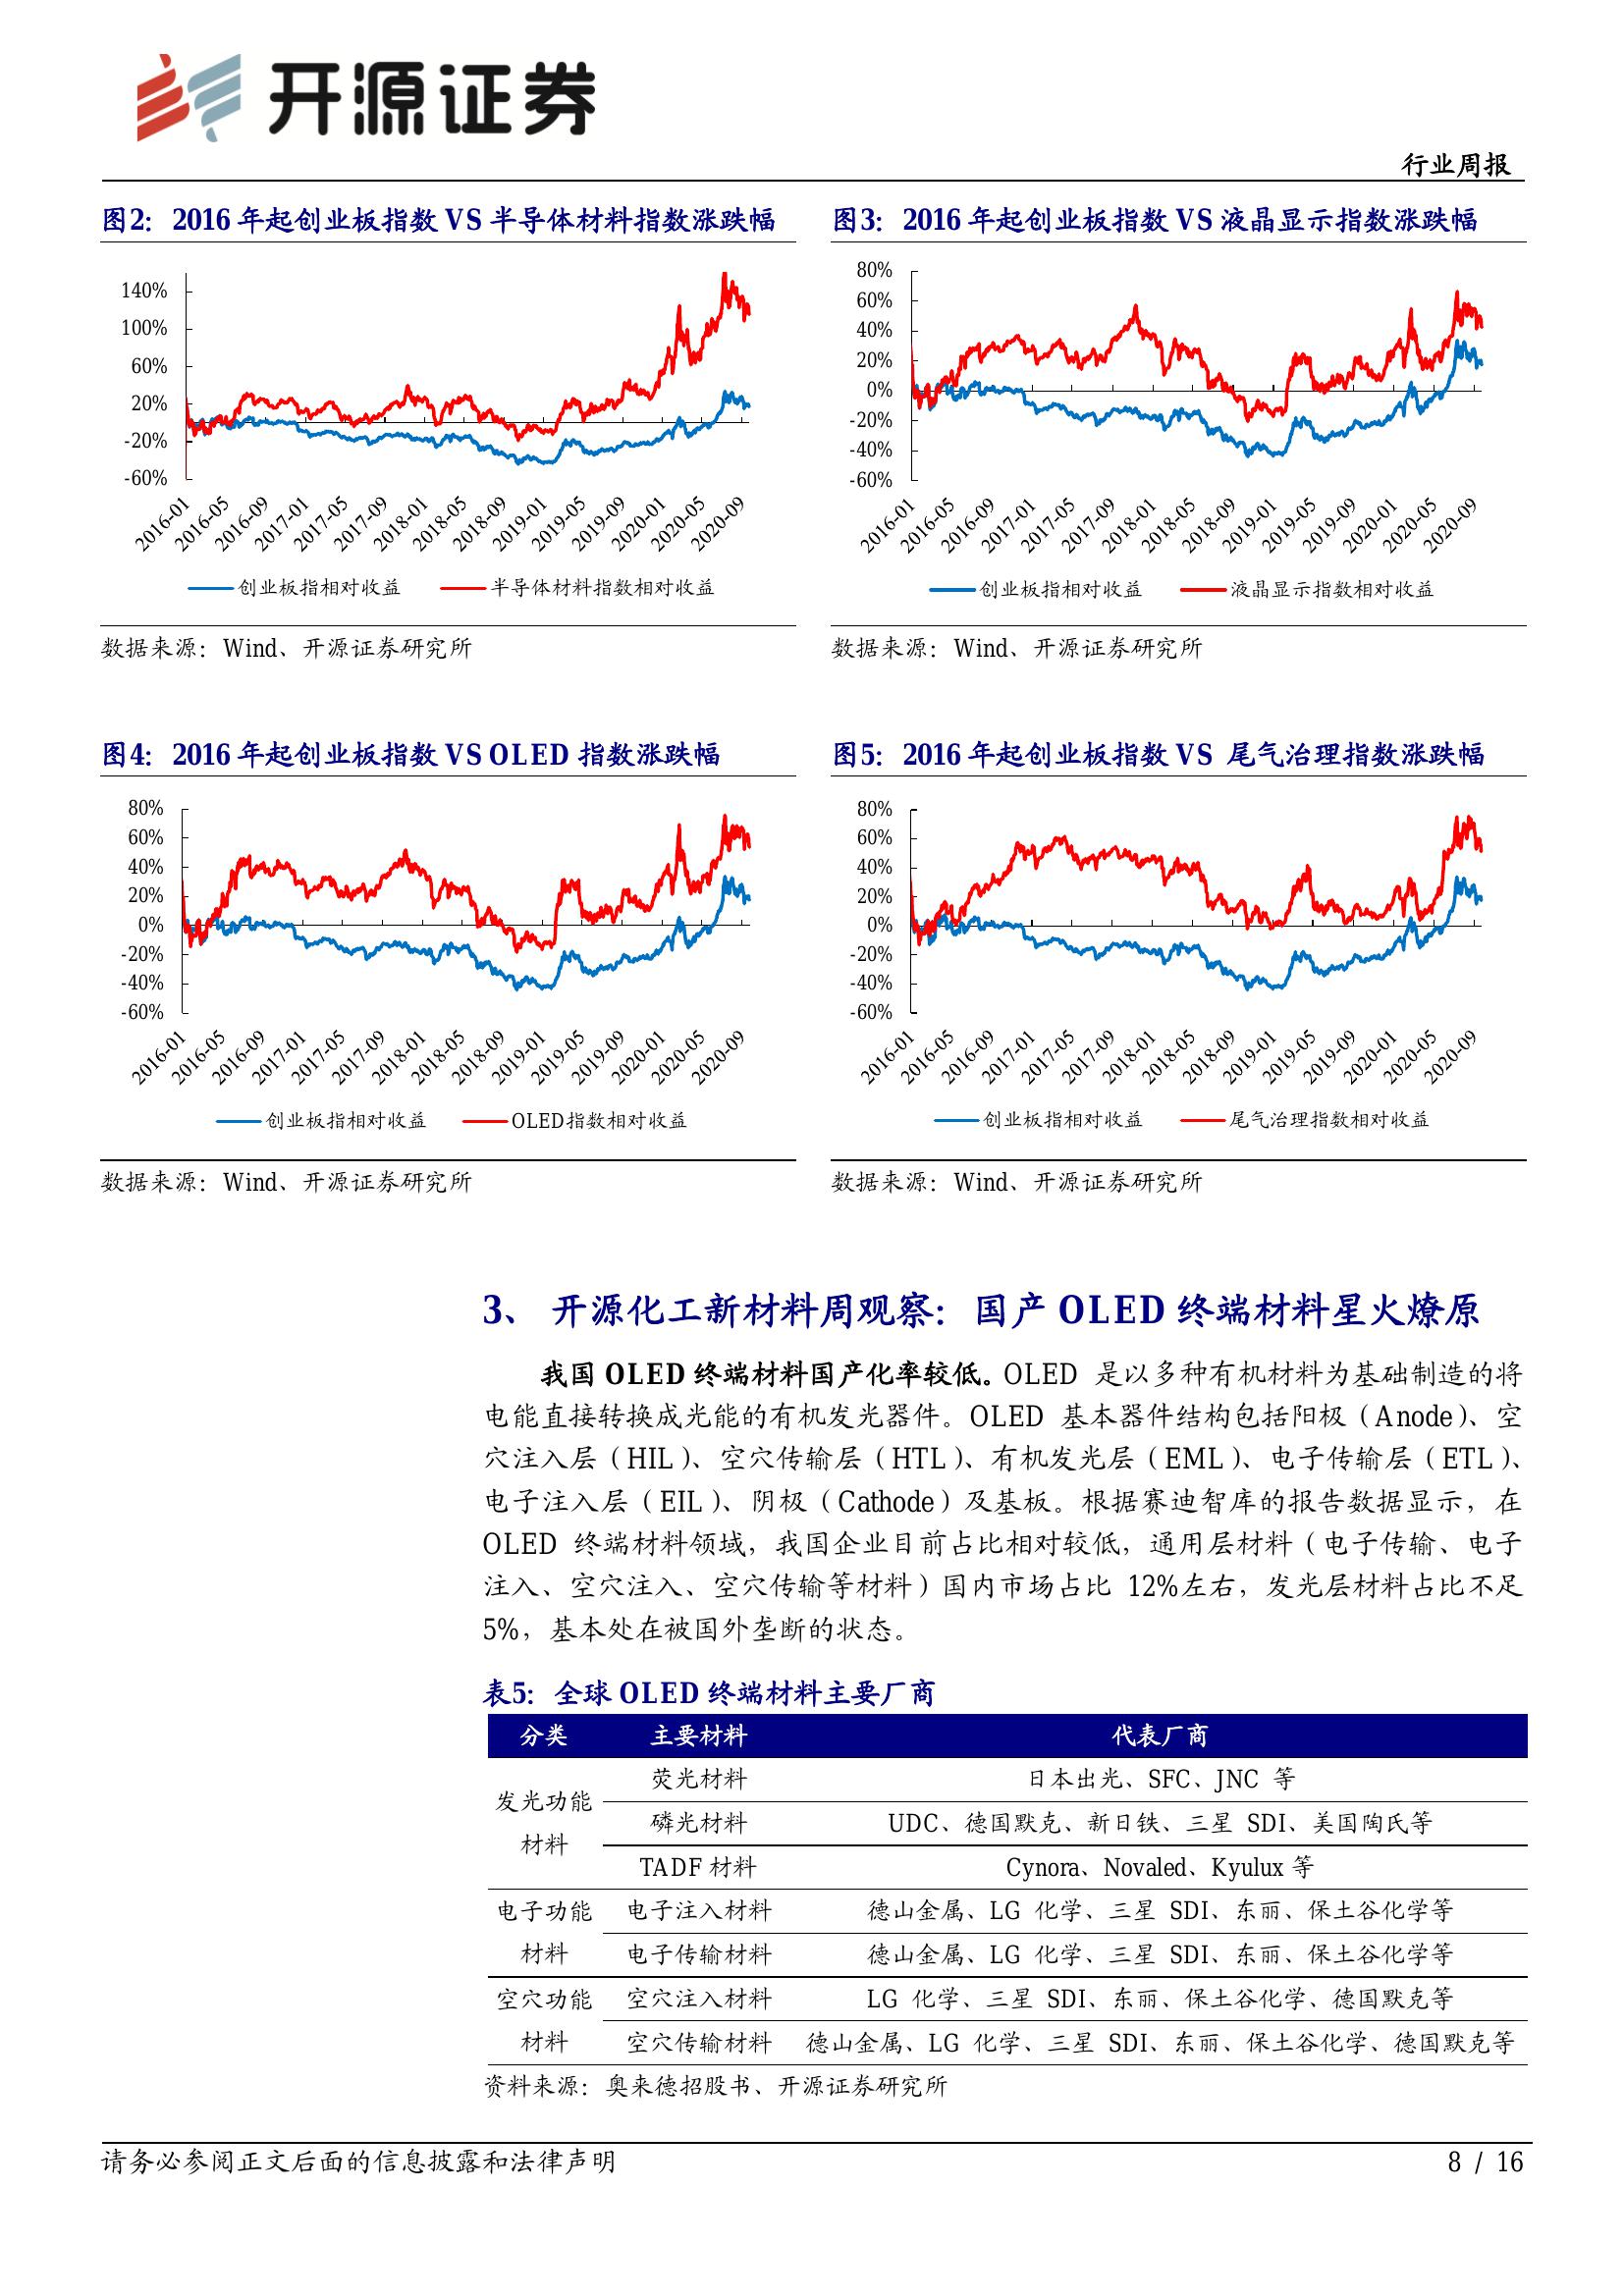 开源证券
行业周报
图2：2016 年起创业板指数 VS 半导体材料指数涨跌幅
140%
100%
60%
20%
-20%
-60%
2016-01
2016-05
2016-09
2017-01
2017-05
2017-09
2018-01
2018-05
2018-09
2019-01
2019-05
2019-09
2020-01
2020-05
2020-09
创业板指相对收益
半导体材料指数相对收益
数据来源：Wind、开源证券研究所
图3：2016 年起创业板指数 VS 液晶显示指数涨跌幅
80%
60%
40%
20%
0%
-20%
-40%
-60%
2016-01
2016-05
2016-09
2017-01
2017-05
2017-09
2018-01
2018-05
2018-09
2019-01
2019-05
2019-09
2020-01
2020-05
2020-09
创业板指相对收益
液晶显示指数相对收益
数据来源：Wind、开源证券研究所
图4：2016 年起创业板指数 VS OLED 指数涨跌幅
80%
60%
40%
20%
0%
-20%
-40%
-60%
2016-01
2016-05
2016-09
2017-01
2017-05
2017-09
2018-01
2018-05
2018-09
2019-01
2019-05
2019-09
2020-01
2020-05
2020-09
创业板指相对收益
OLED指数相对收益
数据来源：Wind、开源证券研究所
图5：2016 年起创业板指数 VS 尾气治理指数涨跌幅
80%
60%
40%
20%
0%
-20%
-40%
-60%
2016-01
2016-05
2016-09
2017-01
2017-05
2017-09
2018-01
2018-05
2018-09
2019-01
2019-05
2019-09
2020-01
2020-05
2020-09
创业板指相对收益
尾气治理指数相对收益
数据来源：Wind、开源证券研究所
3、 开源化工新材料周观察：国产 OLED 终端材料星火燎原
我国 OLED 终端材料国产化率较低。OLED 是以多种有机材料为基础制造的将
电能直接转换成光能的有机发光器件。OLED 基本器件结构包括阳极（Anode）、空
穴注入层（HIL）、空穴传输层（HTL）、有机发光层（EML）、电子传输层（ETL）、
电子注入层（EIL）、阴极（Cathode）及基板。根据赛迪智库的报告数据显示，在
OLED 终端材料领域，我国企业目前占比相对较低，通用层材料（电子传输、电子
注入、空穴注入、空穴传输等材料）国内市场占比 12%左右，发光层材料占比不足
5%，基本处在被国外垄断的状态。
表5：全球 OLED 终端材料主要厂商
分类 主要材料 代表厂商
发光功能
材料
荧光材料 日本出光、SFC、JNC 等
磷光材料 UDC、德国默克、新日铁、三星 SDI、美国陶氏等
TADF 材料 Cynora、Novaled、Kyulux 等
电子功能
材料
电子注入材料 德山金属、LG 化学、三星 SDI、东丽、保土谷化学等
电子传输材料 德山金属、LG 化学、三星 SDI、东丽、保土谷化学等
空穴功能
材料
空穴注入材料 LG 化学、三星 SDI、东丽、保土谷化学、德国默克等
空穴传输材料 德山金属、LG 化学、三星 SDI、东丽、保土谷化学、德国默克等
资料来源：奥来德招股书、开源证券研究所
请务必参阅正文后面的信息披露和法律声明
8 / 16